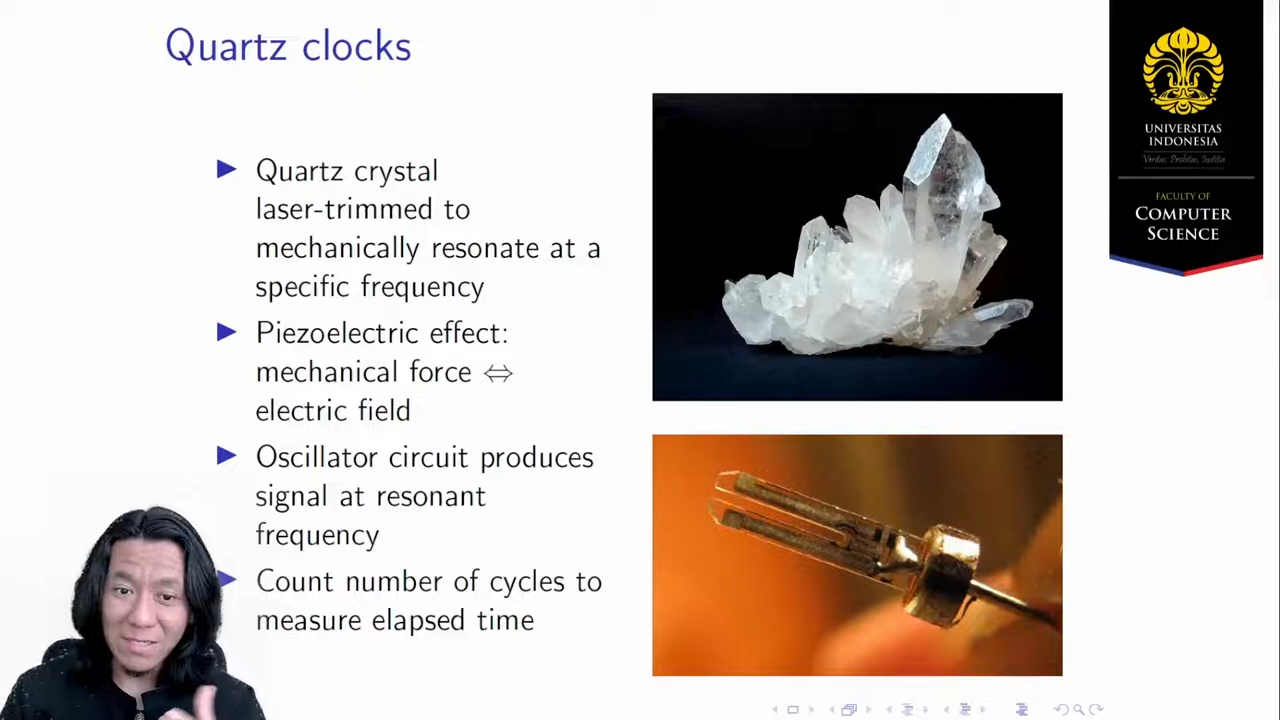 Quartz clocks
Quartz crystal
laser-trimmed to
mechanically resonate at a
specific frequency
Piezoelectric effect:
mechanical force ⇔
electric field
Oscillator circuit produces
signal at resonant
frequency
Count number of cycles to
measure elapsed time
UNIVERSITAS
INDONESIA
Veritas, Probitas, Iustitia
FACULTY OF
COMPUTER
SCIENCE